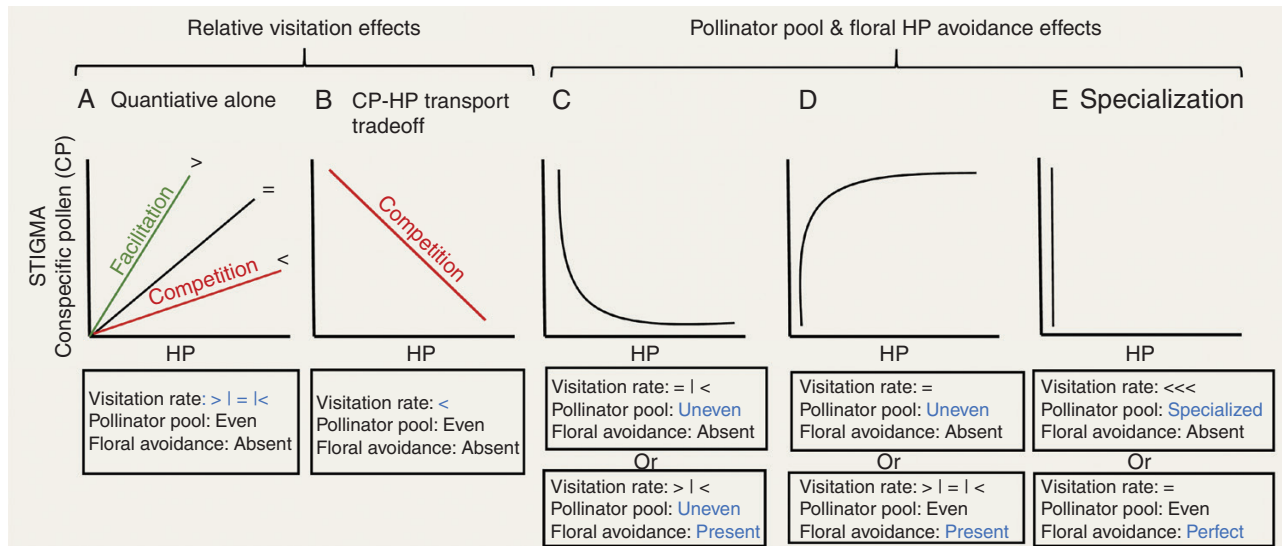 Relative visitation effects
Pollinator pool & floral HP avoidance effects
A Quantiative alone
B CP-HP transport
tradeoff
C
D
E Specialization
STIGMA
Conspecific pollen (CP)
>
=
<
Facilitation
Competition
HP
Competition
HP
HP
HP
HP
Visitation rate: > | = |<
Pollinator pool: Even
Floral avoidance: Absent
Visitation rate: <
Pollinator pool: Even
Floral avoidance: Absent
Visitation rate: = | <
Pollinator pool: Uneven
Floral avoidance: Absent
Or
Visitation rate: > | <
Pollinator pool: Uneven
Floral avoidance: Present
Visitation rate: =
Pollinator pool: Uneven
Floral avoidance: Absent
Or
Visitation rate: > | = | <
Pollinator pool: Even
Floral avoidance: Present
Visitation rate: <<<
Pollinator pool: Specialized
Floral avoidance: Absent
Or
Visitation rate: =
Pollinator pool: Even
Floral avoidance: Perfect